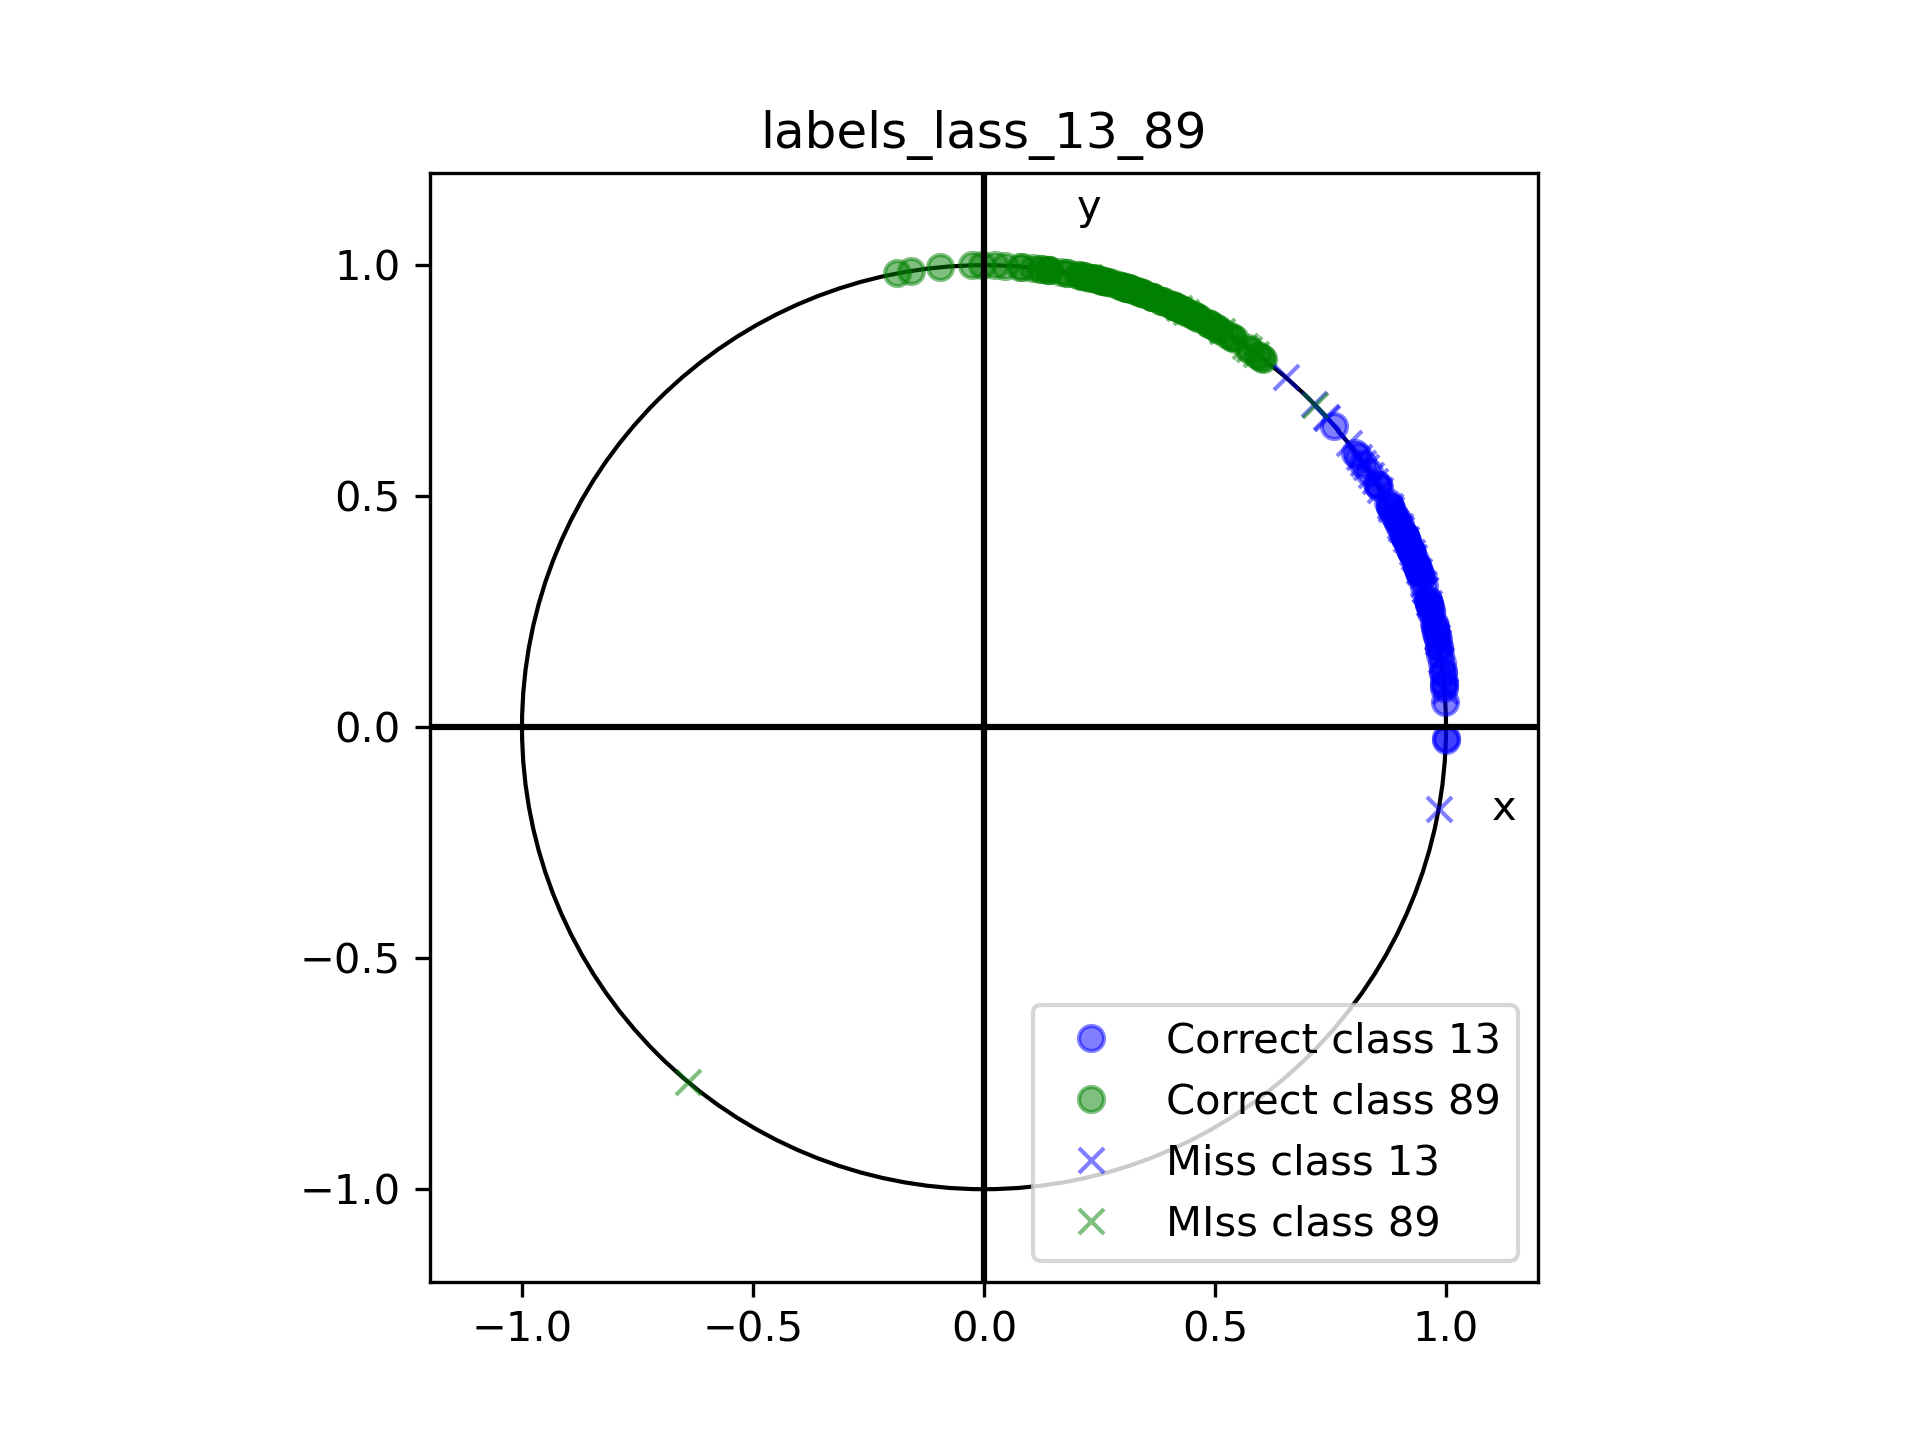 labels_lass_13_89
y
1.0
0.5
0.0
x
−0.5
−1.0
Correct class 13
Correct class 89
Miss class 13
MIss class 89
−1.0 −0.5 0.0 0.5 1.0